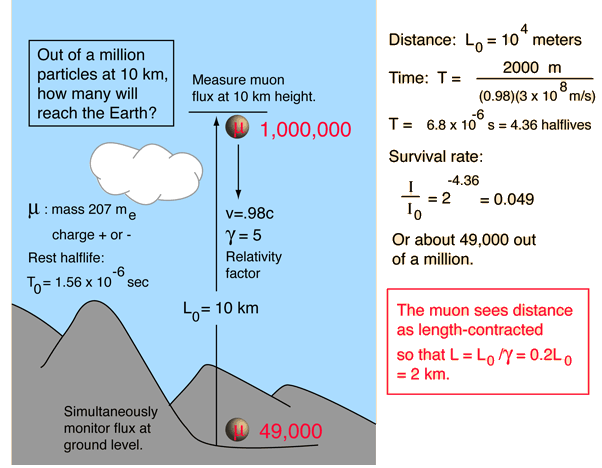 Out of a million
particles at 10 km,
how many will
reach the Earth?
Measure muon
flux at 10 km height.
μ 1,000,000
μ : mass 207 mₑ
charge + or -
Rest halflife:
T₀ = 1.56 x 10⁻⁶ sec
v=.98c
γ = 5
Relativity
factor
L₀ = 10 km
Simultaneously
monitor flux at
ground level.
μ 49,000
Distance: L₀ = 10⁴ meters
Time: T = 2000 m
(0.98)(3 x 10⁸ m/s)
T = 6.8 x 10⁻⁶ s = 4.36 halflives
Survival rate:
I / I₀ = 2⁻⁴·³⁶ = 0.049
Or about 49,000 out
of a million.
The muon sees distance
as length-contracted
so that L = L₀ /γ = 0.2L₀
= 2 km.